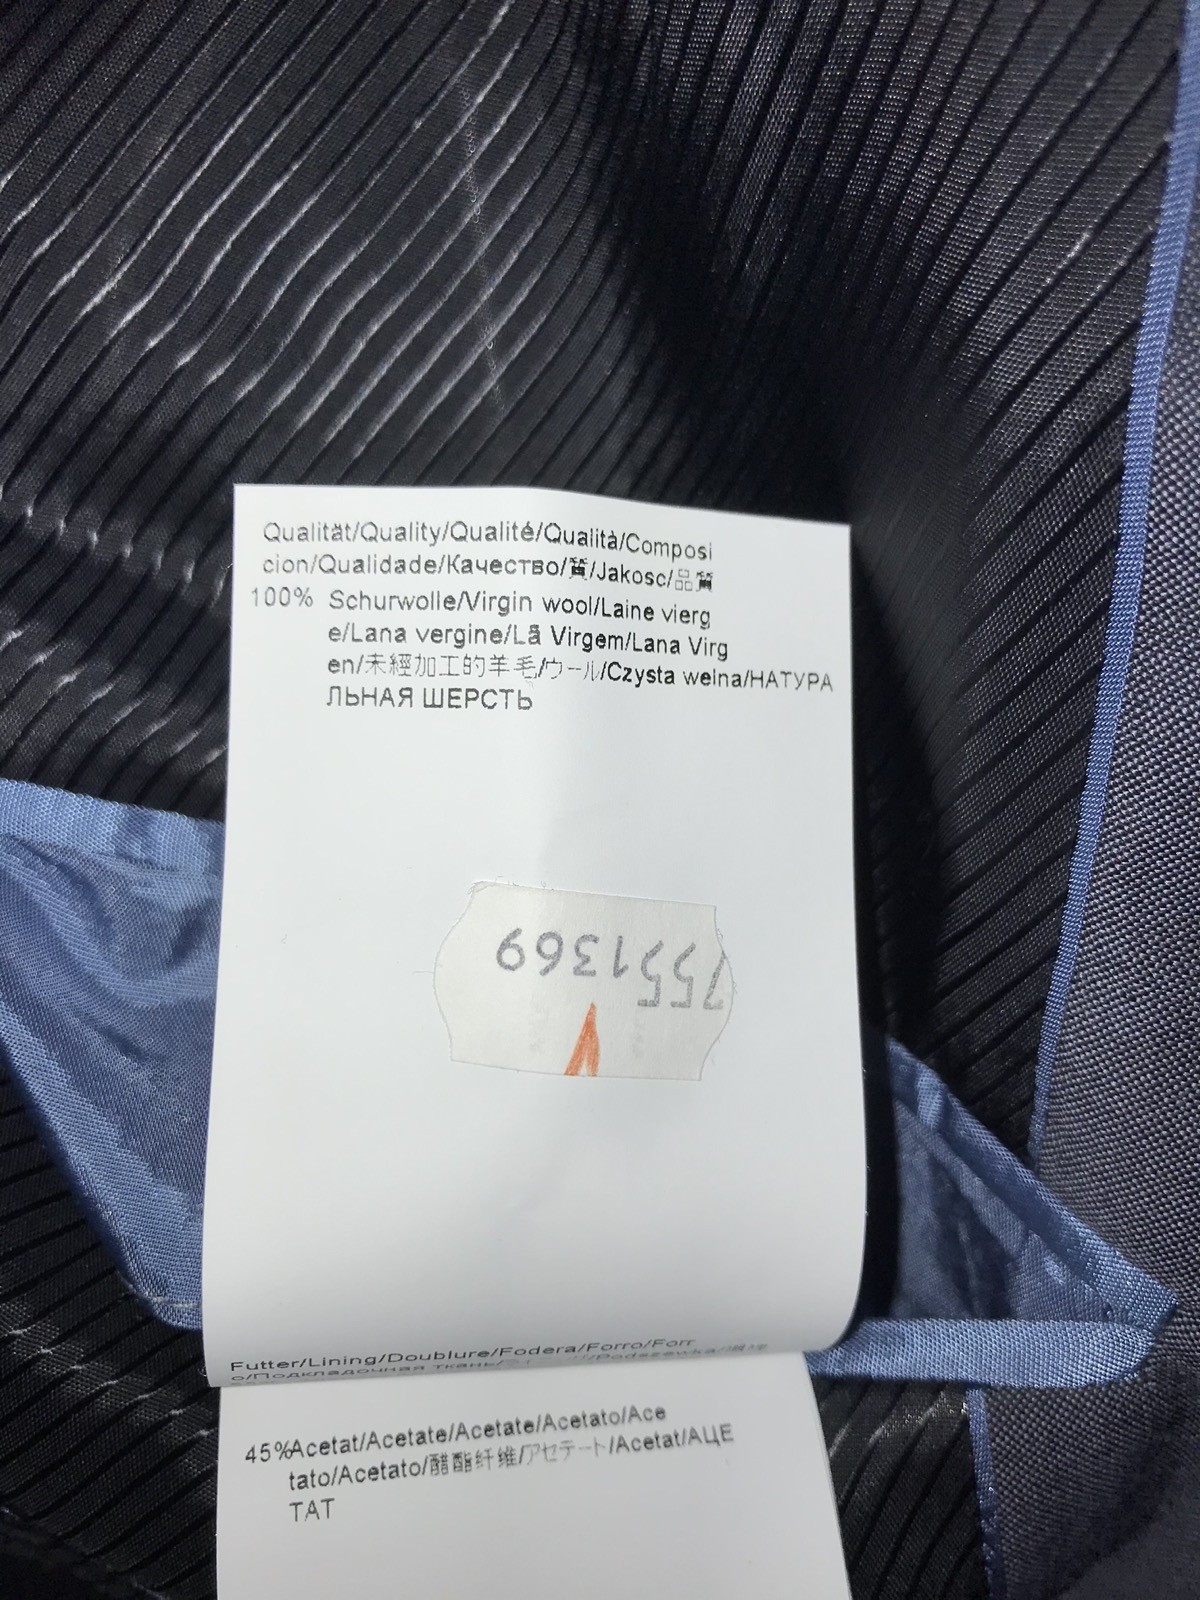 Qualität/Quality/Qualité/Qualità/Composi
cion/Qualidade/Качество/質/Jakosc/品質
100% Schurwolle/Virgin wool/Laine vierg
e/Lana vergine/Lã Virgem/Lana Virg
en/未經加工的羊毛/ウール/Czysta welna/НАТУРА
ЛЬНАЯ ШЕРСТЬ
7551369
Futter/Lining/Doublure/Fodera/Forro/Forr
o/Подкладочная ткань/ /Podszewka/
45%Acetat/Acetate/Acetate/Acetato/Ace
tato/Acetato/醋酯纤维/アセテート/Acetat/АЦЕ
ТАТ